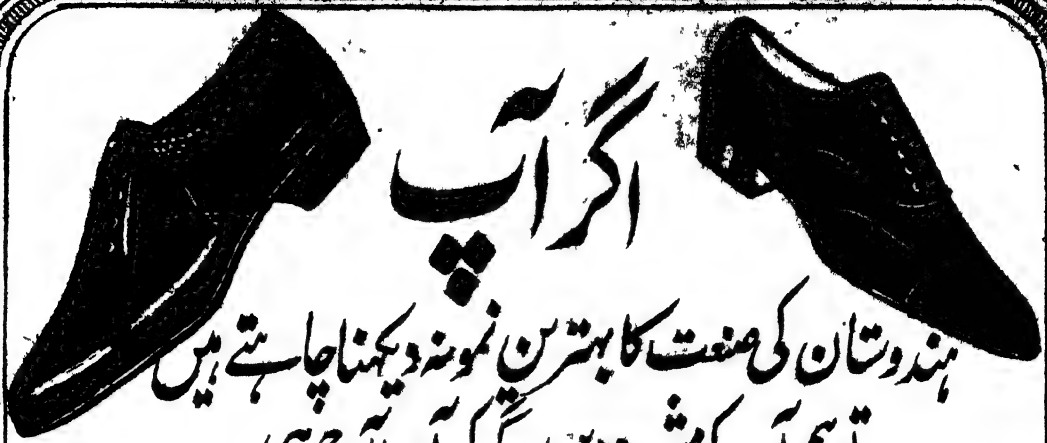 اگر آپ
ہندوستان کی صنعت کا بہترین نمونہ دیکھنا چاہتے ہیں